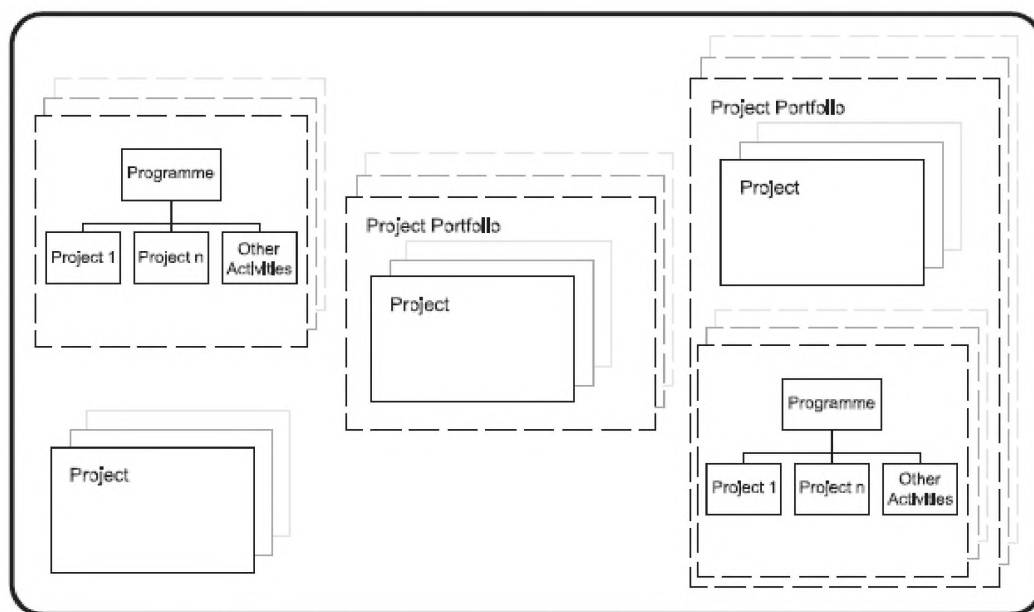 Programme
Project 1
Project n
Other
Activities
Project
Project Portfolio
Project
Project Portfolio
Project
Programme
Project 1
Project n
Other
Activities